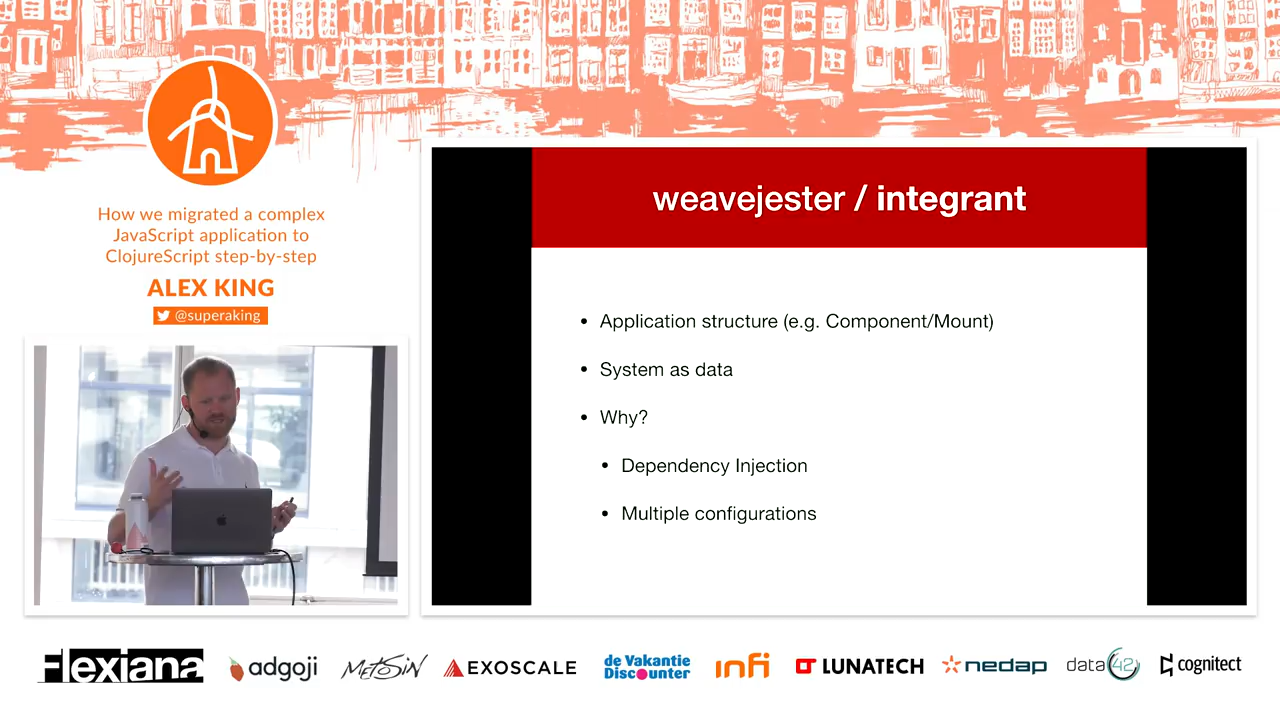 How we migrated a complex
JavaScript application to
ClojureScript step-by-step
ALEX KING
@superaking
weavejester / integrant
• Application structure (e.g. Component/Mount)
• System as data
• Why?
• Dependency Injection
• Multiple configurations
Flexiana
adgoji
METOSIN
EXOSCALE
de Vakantie
Discounter
infi
LUNATECH
nedap
data 42
cognitect